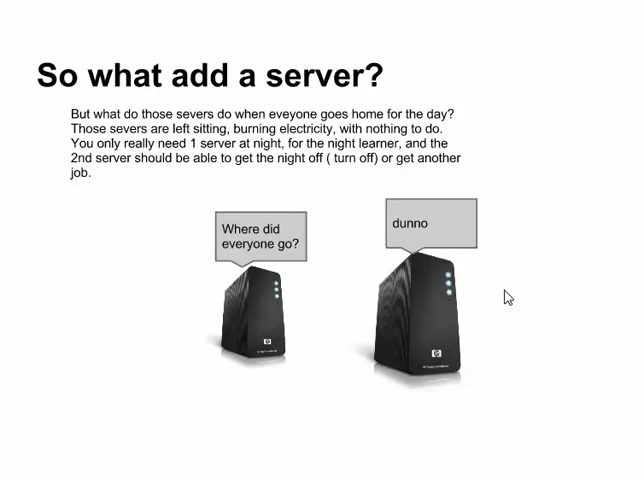 So what add a server?
But what do those severs do when eveyone goes home for the day?
Those severs are left sitting, burning electricity, with nothing to do.
You only really need 1 server at night, for the night learner, and the
2nd server should be able to get the night off ( turn off) or get another
job.
Where did
everyone go?
dunno
hp
hp